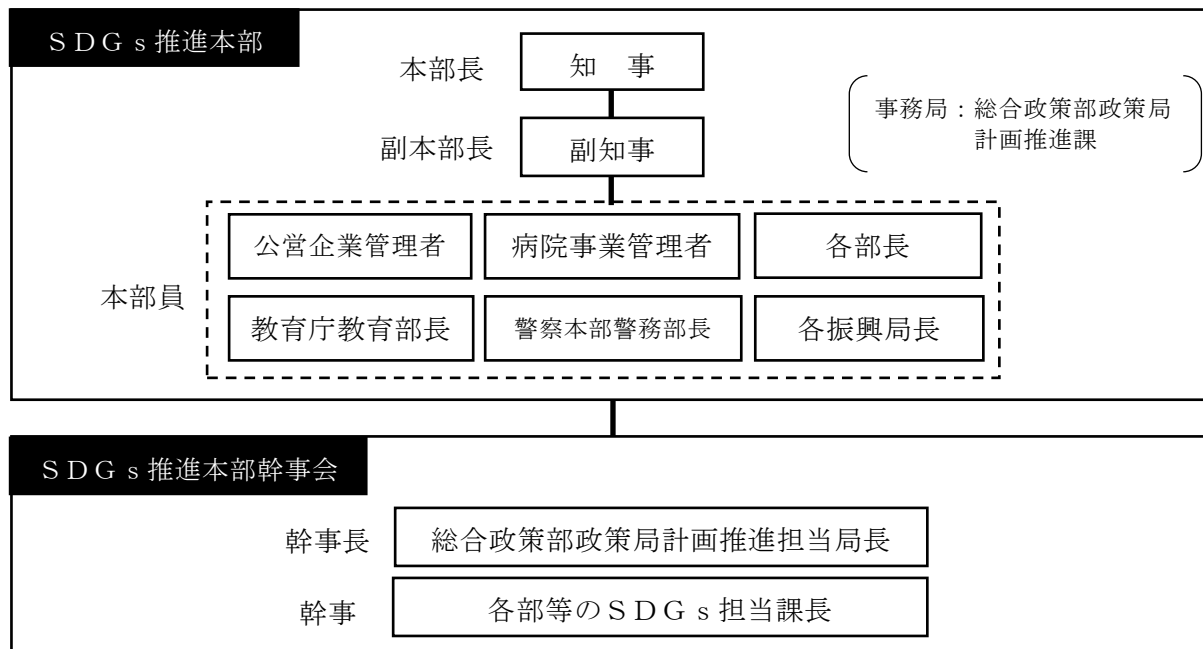 ＳＤＧｓ推進本部
本部長
知　事
事務局：総合政策部政策局
計画推進課
副本部長
副知事
公営企業管理者
病院事業管理者
各部長
本部員
教育庁教育部長
警察本部警務部長
各振興局長
ＳＤＧｓ推進本部幹事会
幹事長
総合政策部政策局計画推進担当局長
幹事
各部等のＳＤＧｓ担当課長